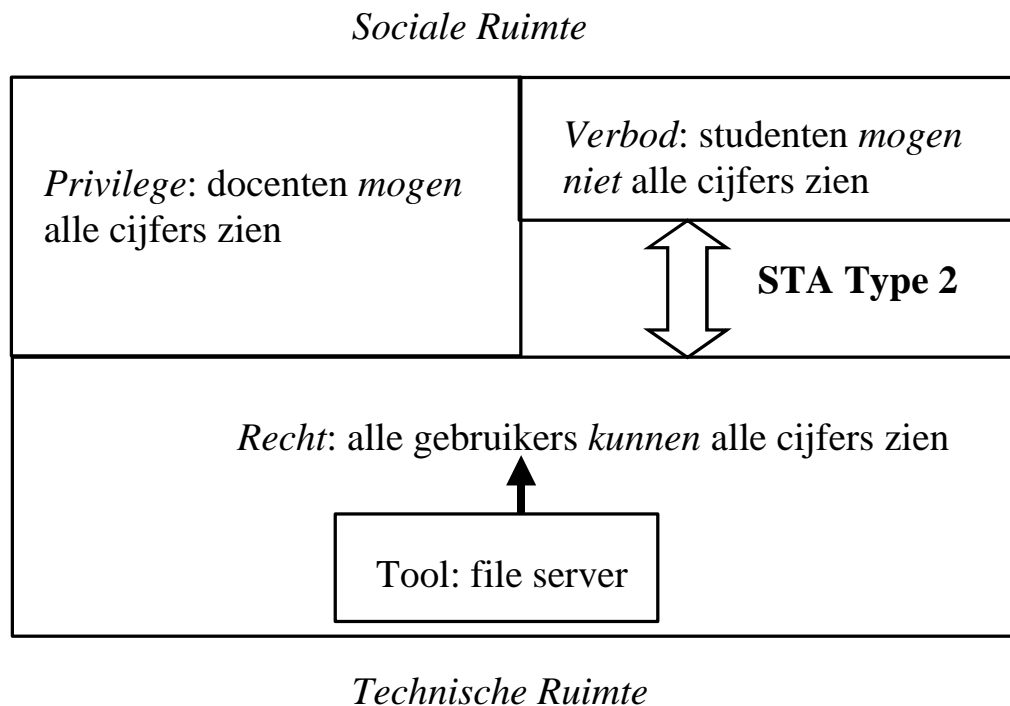 Sociale Ruimte
Privilege: docenten mogen
alle cijfers zien
Verbod: studenten mogen
niet alle cijfers zien
STA Type 2
Recht: alle gebruikers kunnen alle cijfers zien
Tool: file server
Technische Ruimte